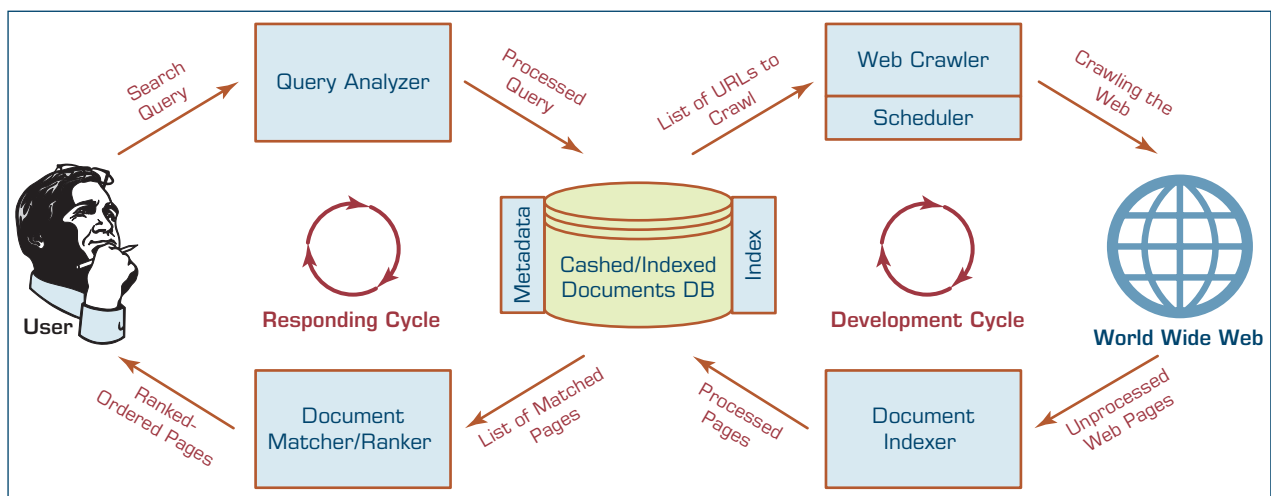 Search
Query
Query Analyzer
Processed
Query
List of URLs to
Crawl
Web Crawler
Scheduler
Crawling the
Web
User
Responding Cycle
Metadata
Cashed/Indexed
Documents DB
Index
Development Cycle
World Wide Web
Ranked-
Ordered Pages
Document
Matcher/Ranker
List of Matched
Pages
Processed
Pages
Document
Indexer
Unprocessed
Web Pages